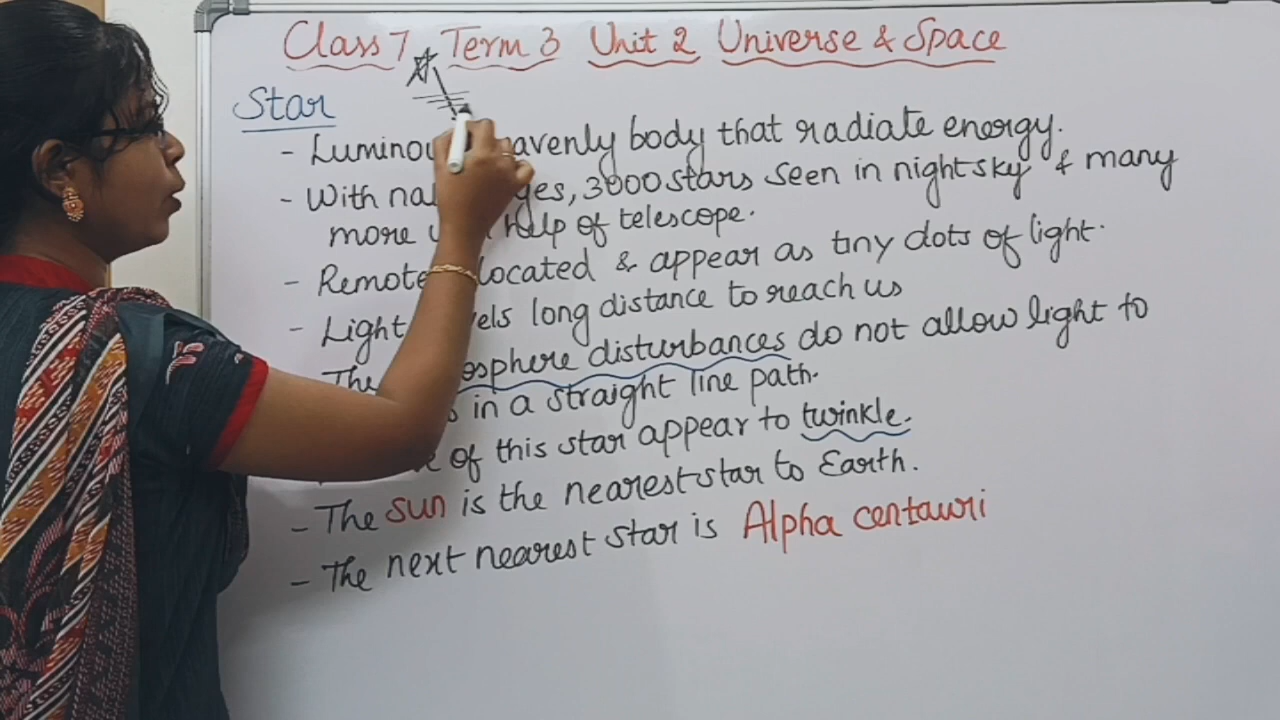 Class 7 Term 3 Unit 2 Universe & Space
Star
- Luminou avenly body that radiate energy.
- With na yes, 3000 stars seen in nightsky & many
more help of telescope.
- Remote located & appear as tiny dots of light.
- Light vels long distance to reach us
The osphere disturbances do not allow light to
s in a straight line path.
of this star appear to twinkle.
- The sun is the nearest star to Earth.
- The next nearest star is Alpha centauri